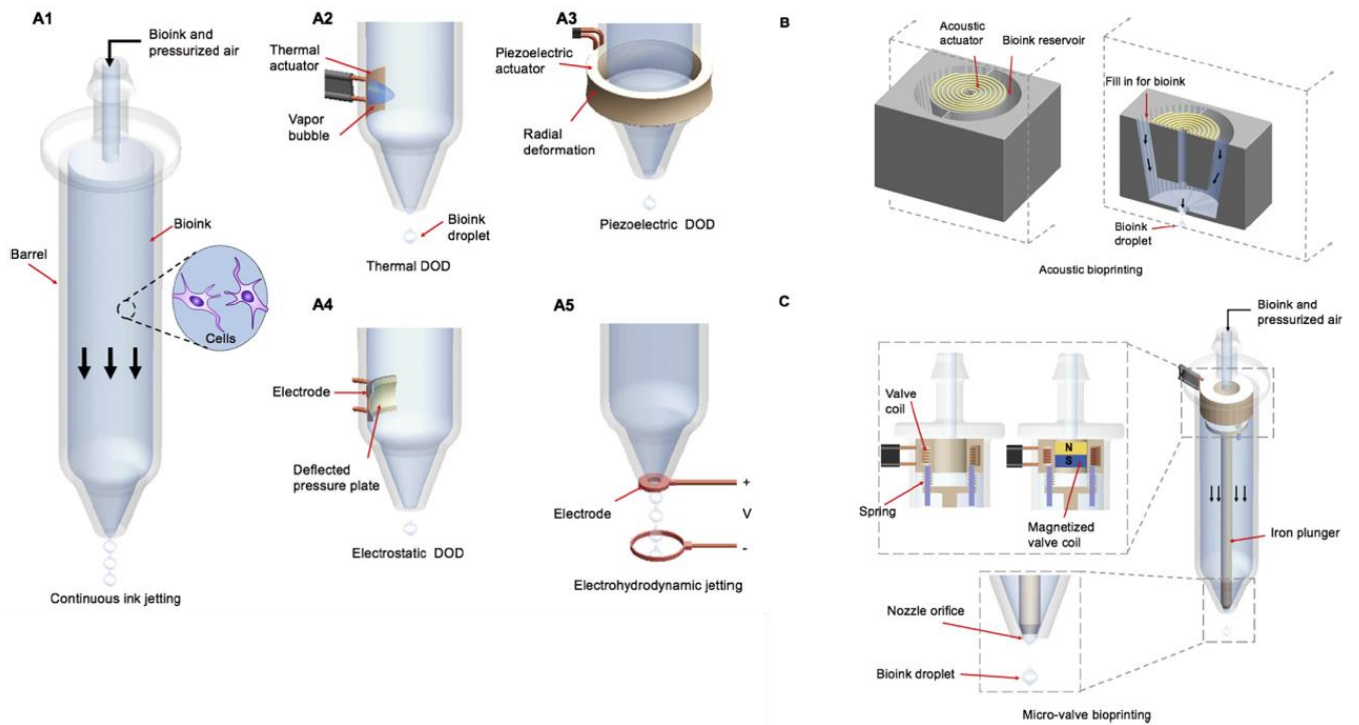 A1
Bioink and
pressurized air
Bioink
Barrel
Cells
Continuous ink jetting
A2
Thermal
actuator
Vapor
bubble
Bioink
droplet
Thermal DOD
A3
Piezoelectric
actuator
Radial
deformation
Piezoelectric DOD
A4
Electrode
Deflected
pressure plate
Electrostatic DOD
A5
+
V
-
Electrode
Electrohydrodynamic jetting
B
Acoustic
actuator
Bioink reservoir
Fill in for bioink
Bioink
droplet
Acoustic bioprinting
C
Bioink and
pressurized air
Valve
coil
N
S
Spring
Magnetized
valve coil
Iron plunger
Nozzle orifice
Bioink droplet
Micro-valve bioprinting